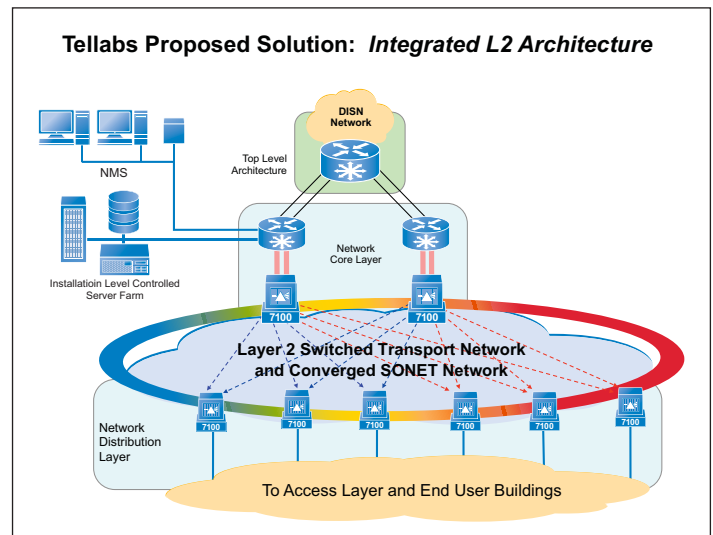 Tellabs Proposed Solution: Integrated L2 Architecture
DISN
Network
Top Level
Architecture
NMS
Network
Core Layer
Installatioin Level Controlled
Server Farm
7100
7100
Layer 2 Switched Transport Network
and Converged SONET Network
Network
Distribution
Layer
7100
7100
7100
7100
7100
7100
To Access Layer and End User Buildings